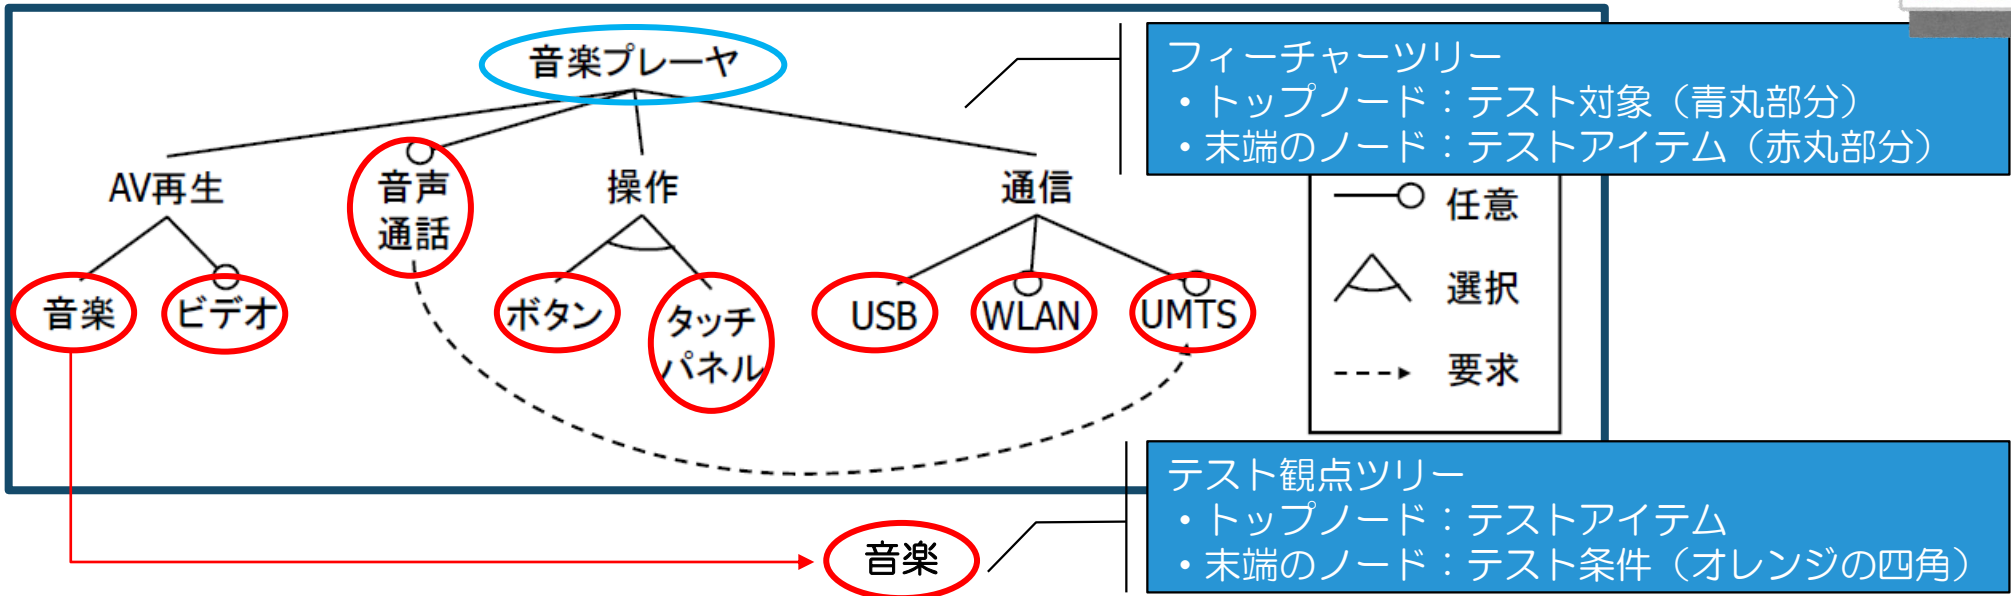 音楽プレーヤ
フィーチャーツリー
・トップノード：テスト対象（青丸部分）
・末端のノード：テストアイテム（赤丸部分）
AV再生
音声
通話
操作
通信
音楽
ビデオ
ボタン
タッチ
パネル
USB
WLAN
UMTS
任意
選択
要求
テスト観点ツリー
・トップノード：テストアイテム
・末端のノード：テスト条件（オレンジの四角）
音楽